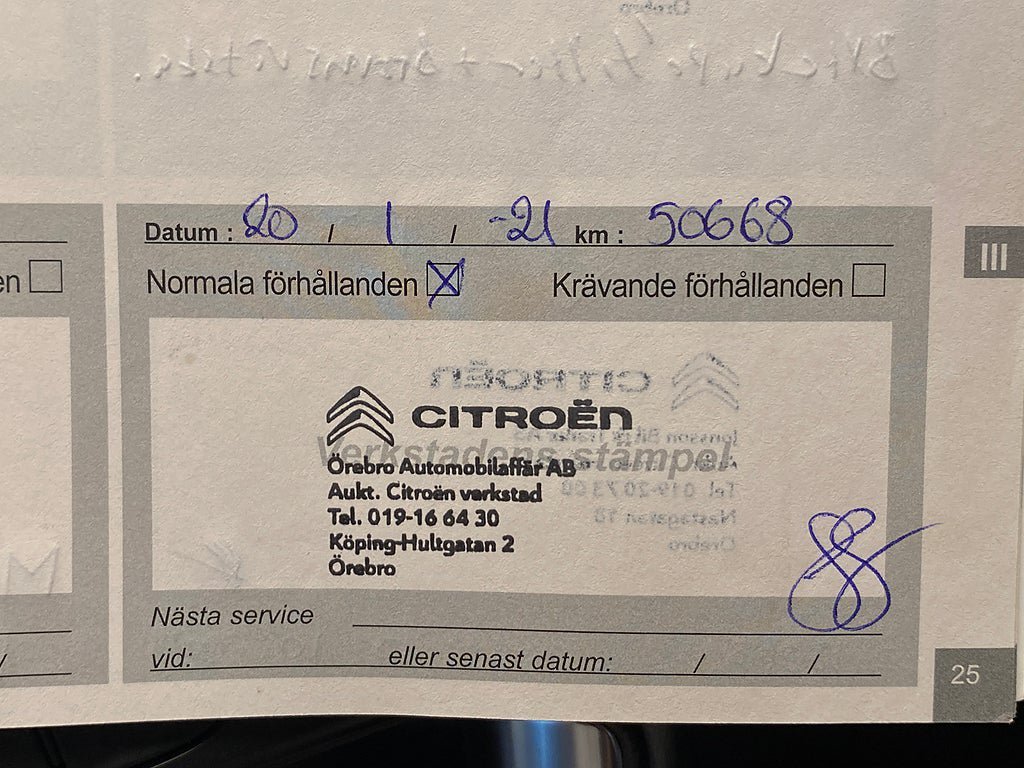 Datum : 20 / 1 / -21 km : 50668
en
Normala förhållanden Krävande förhållanden
III
CITROËN
Verkstadens stämpel
Örebro Automobilaffär AB
Aukt. Citroën verkstad
Tel. 019-16 64 30
Köping-Hultgatan 2
Örebro
Nästa service
vid: eller senast datum: / /
25